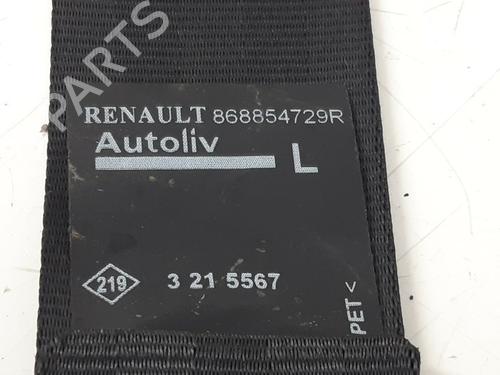 PARTS
RENAULT 868854729R
Autoliv
L
219
3 21 5567
PET<